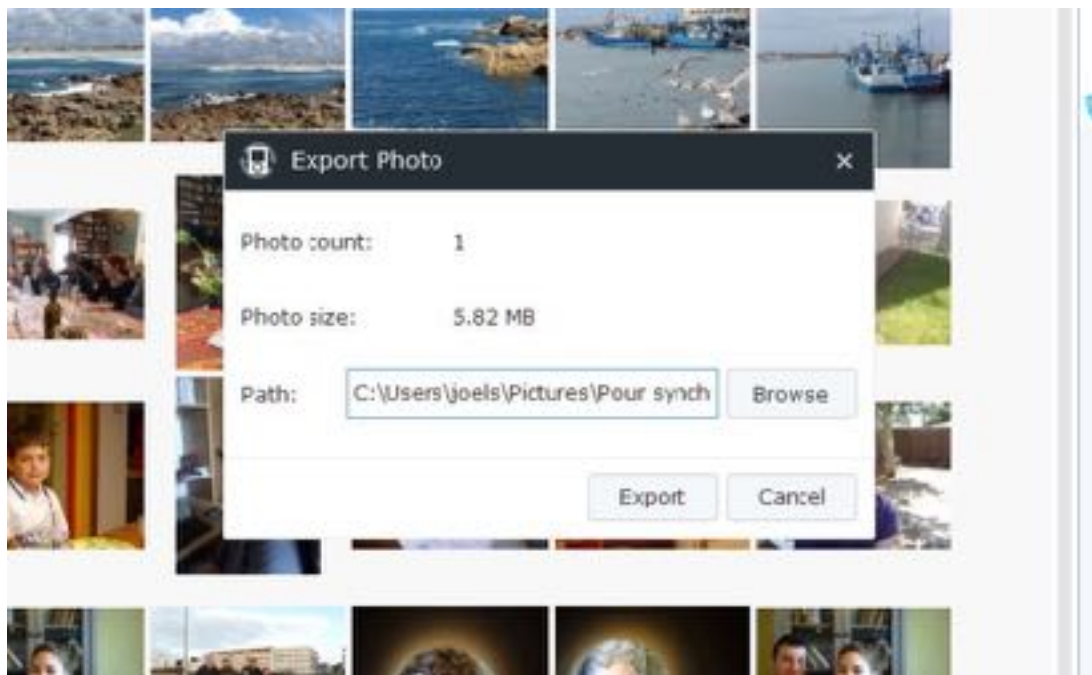 Export Photo
Photo count: 1
Photo size: 5.82 MB
Path: C:\Users\joels\Pictures\Pour synch Browse
Export Cancel